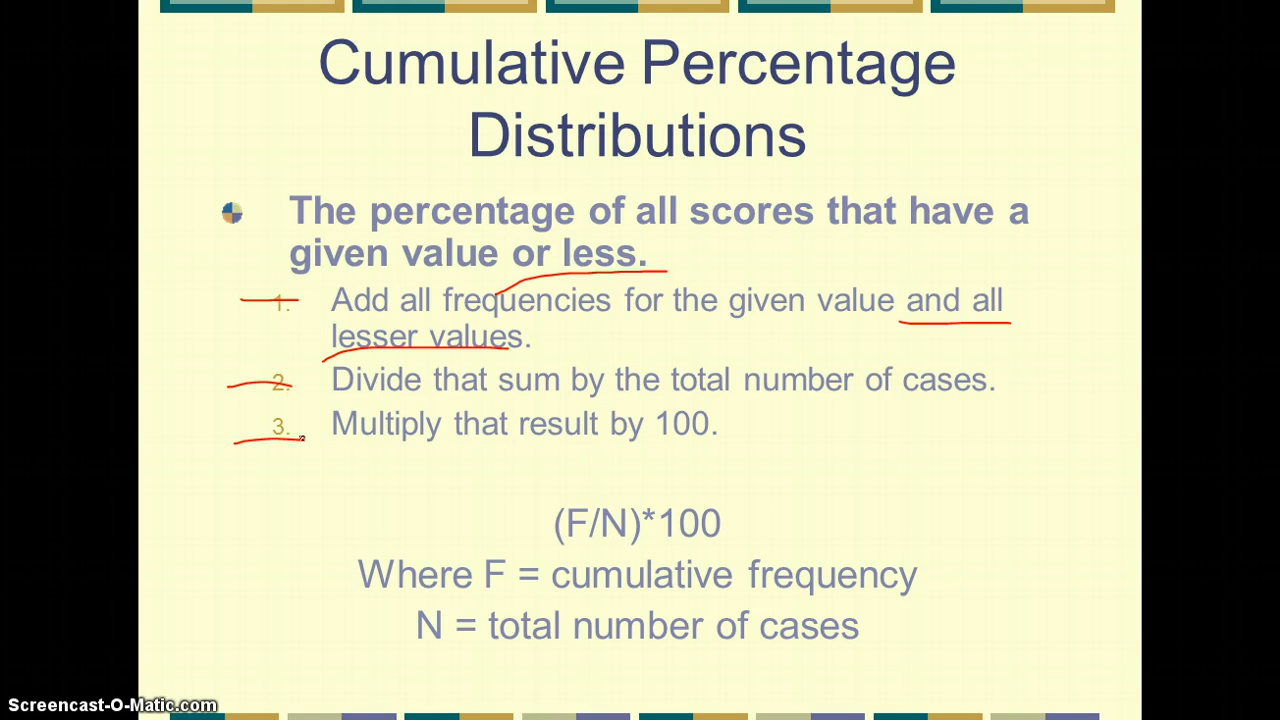 Cumulative Percentage
Distributions
The percentage of all scores that have a
given value or less.
1. Add all frequencies for the given value and all
lesser values.
2. Divide that sum by the total number of cases.
3. Multiply that result by 100.
(F/N)*100
Where F = cumulative frequency
N = total number of cases
Screencast-O-Matic.com